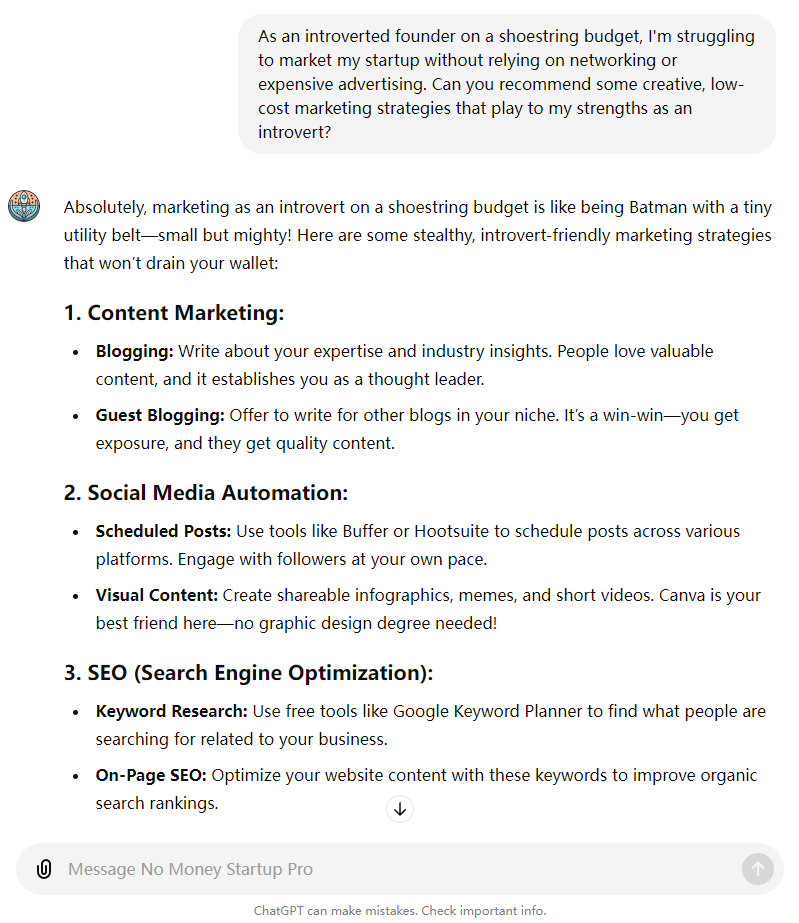 As an introverted founder on a shoestring budget, I'm struggling
to market my startup without relying on networking or
expensive advertising. Can you recommend some creative, low-
cost marketing strategies that play to my strengths as an
introvert?
Absolutely, marketing as an introvert on a shoestring budget is like being Batman with a tiny
utility belt—small but mighty! Here are some stealthy, introvert-friendly marketing strategies
that won't drain your wallet:
1. Content Marketing:
• Blogging: Write about your expertise and industry insights. People love valuable
content, and it establishes you as a thought leader.
• Guest Blogging: Offer to write for other blogs in your niche. It's a win-win—you get
exposure, and they get quality content.
2. Social Media Automation:
• Scheduled Posts: Use tools like Buffer or Hootsuite to schedule posts across various
platforms. Engage with followers at your own pace.
• Visual Content: Create shareable infographics, memes, and short videos. Canva is your
best friend here—no graphic design degree needed!
3. SEO (Search Engine Optimization):
• Keyword Research: Use free tools like Google Keyword Planner to find what people are
searching for related to your business.
• On-Page SEO: Optimize your website content with these keywords to improve organic
search rankings.
Message No Money Startup Pro
ChatGPT can make mistakes. Check important info.